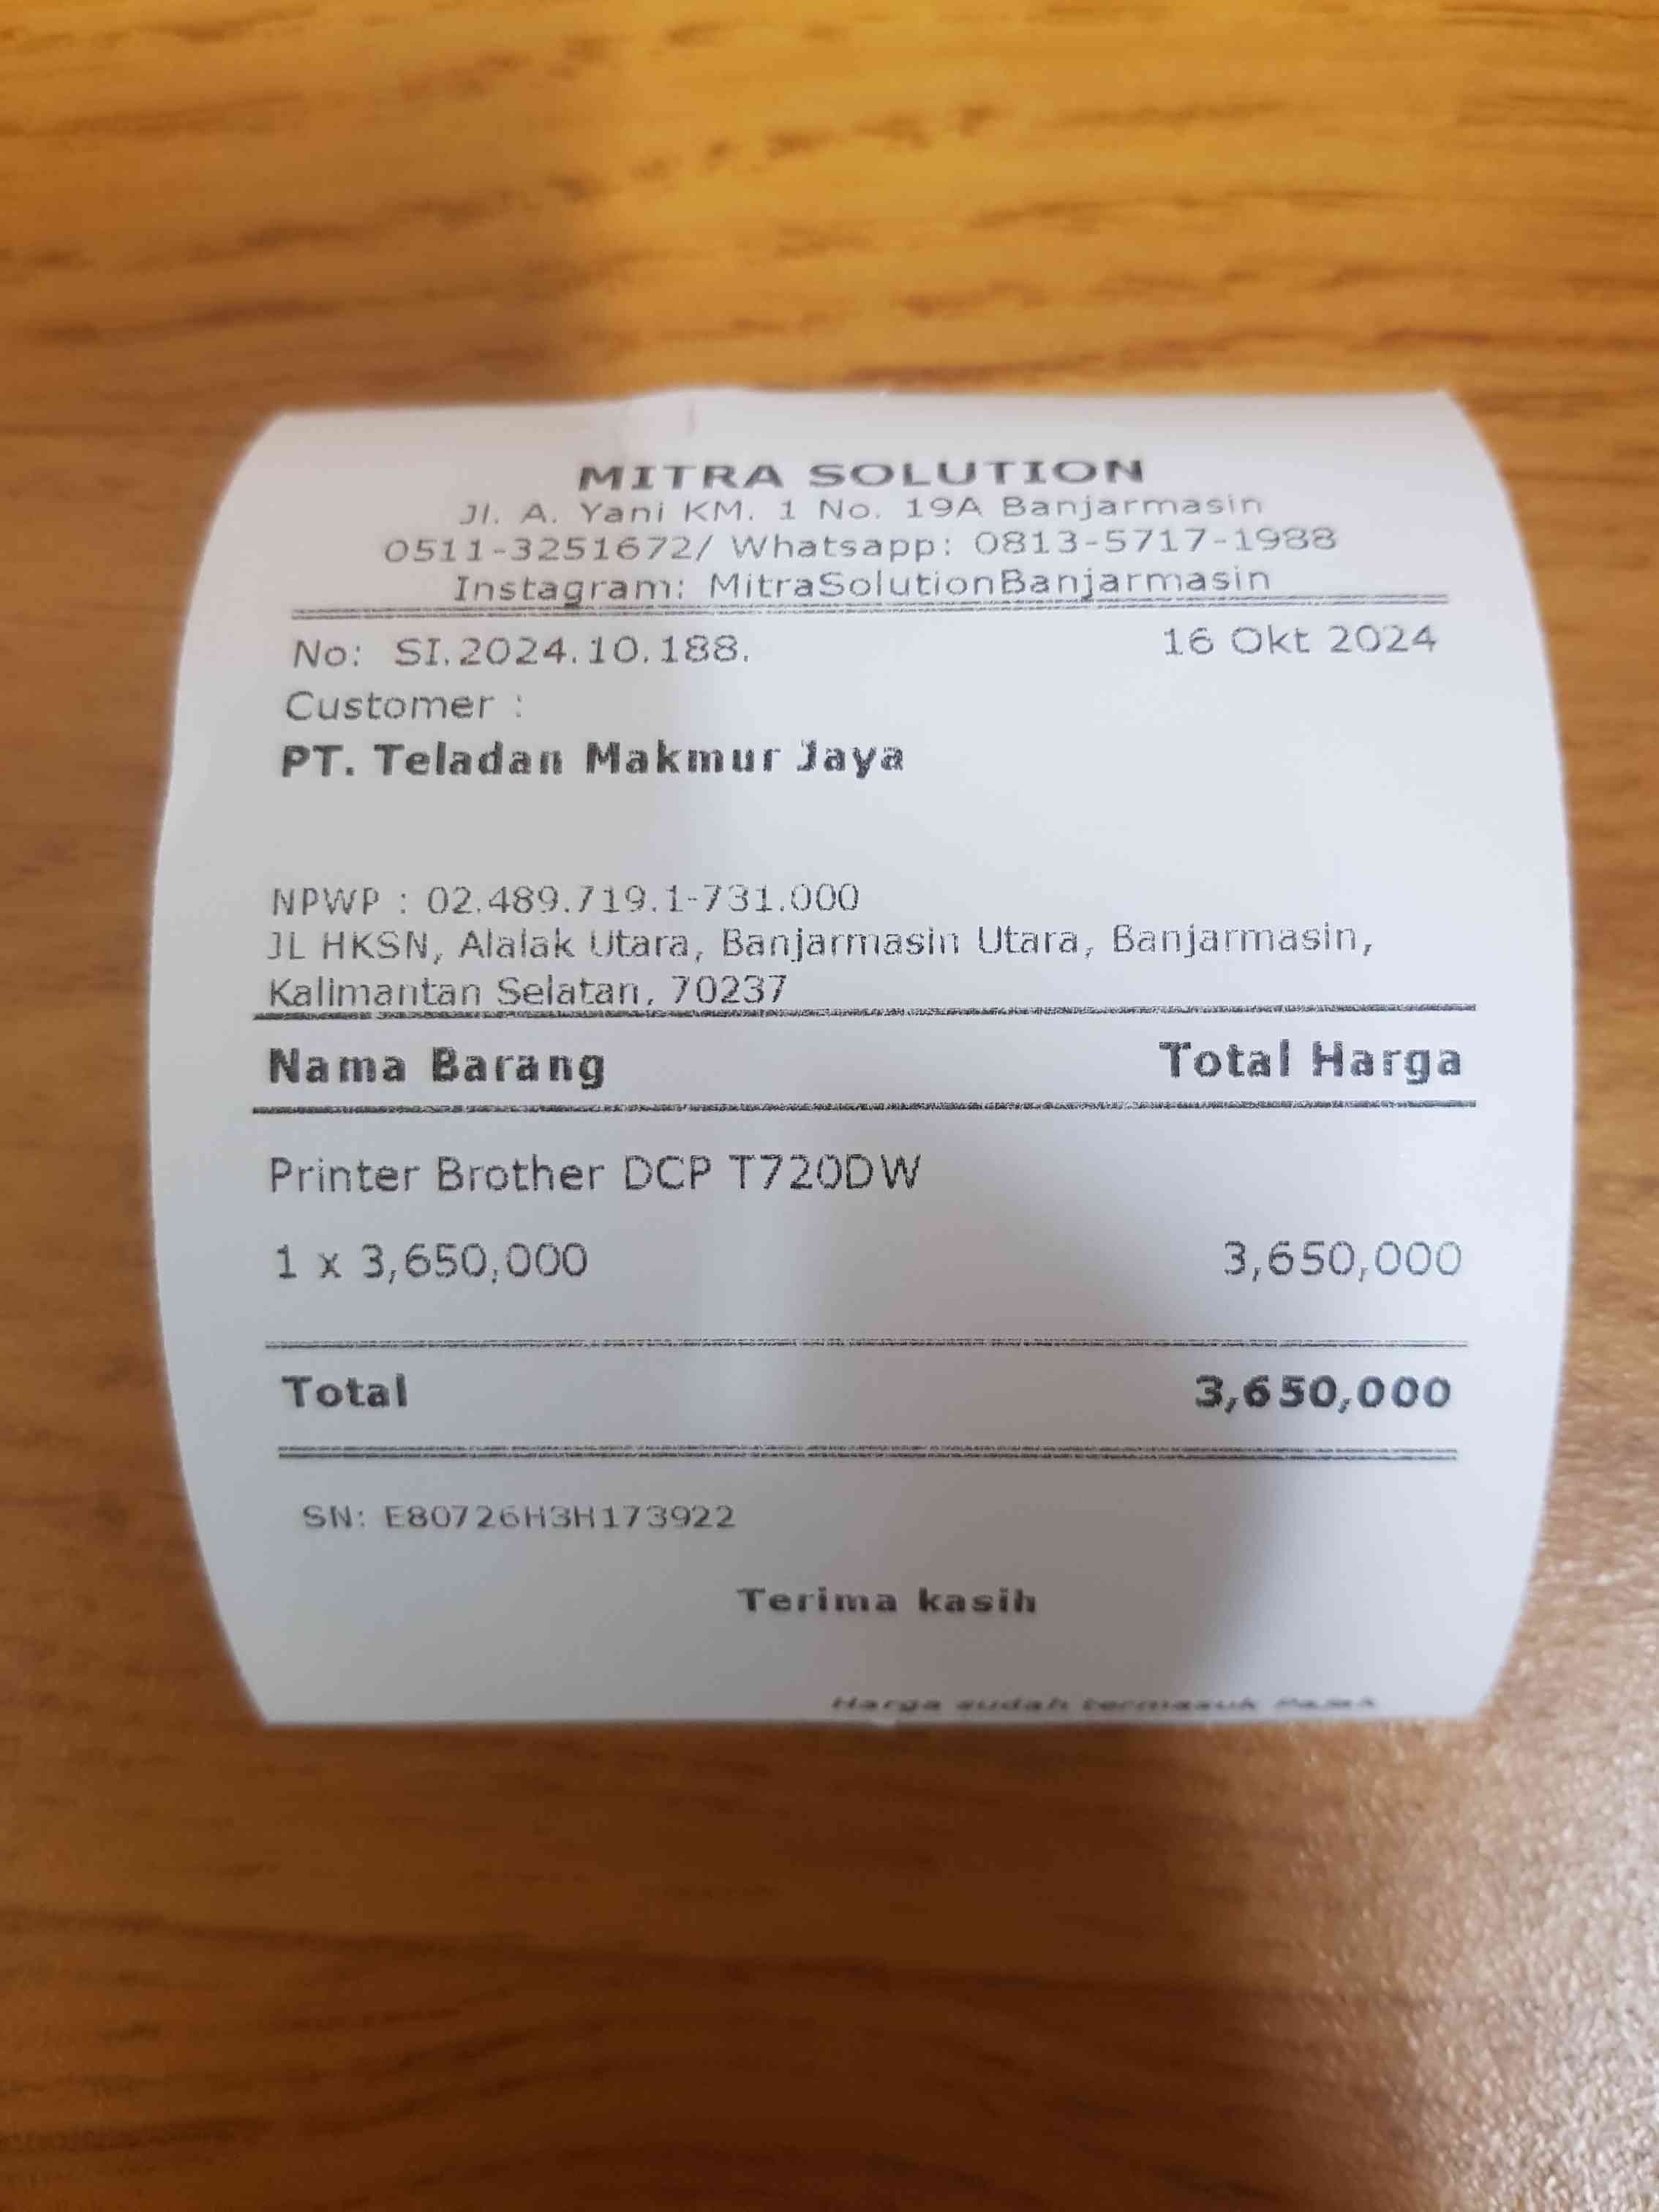 MITRA SOLUTION
Jl. A. Yani KM. 1 No. 19A Banjarmasin
0511-3251672/ Whatsapp: 0813-5717-1988
Instagram: MitraSolutionBanjarmasin
No: SI.2024.10.188. 16 Okt 2024
Customer :
PT. Teladan Makmur Jaya
NPWP : 02.489.719.1-731.000
JL HKSN, Alalak Utara, Banjarmasin Utara, Banjarmasin,
Kalimantan Selatan, 70237
Nama Barang Total Harga
Printer Brother DCP T720DW
1 x 3,650,000 3,650,000
Total 3,650,000
SN: E80726H3H173922
Terima kasih
Harga sudah termasuk